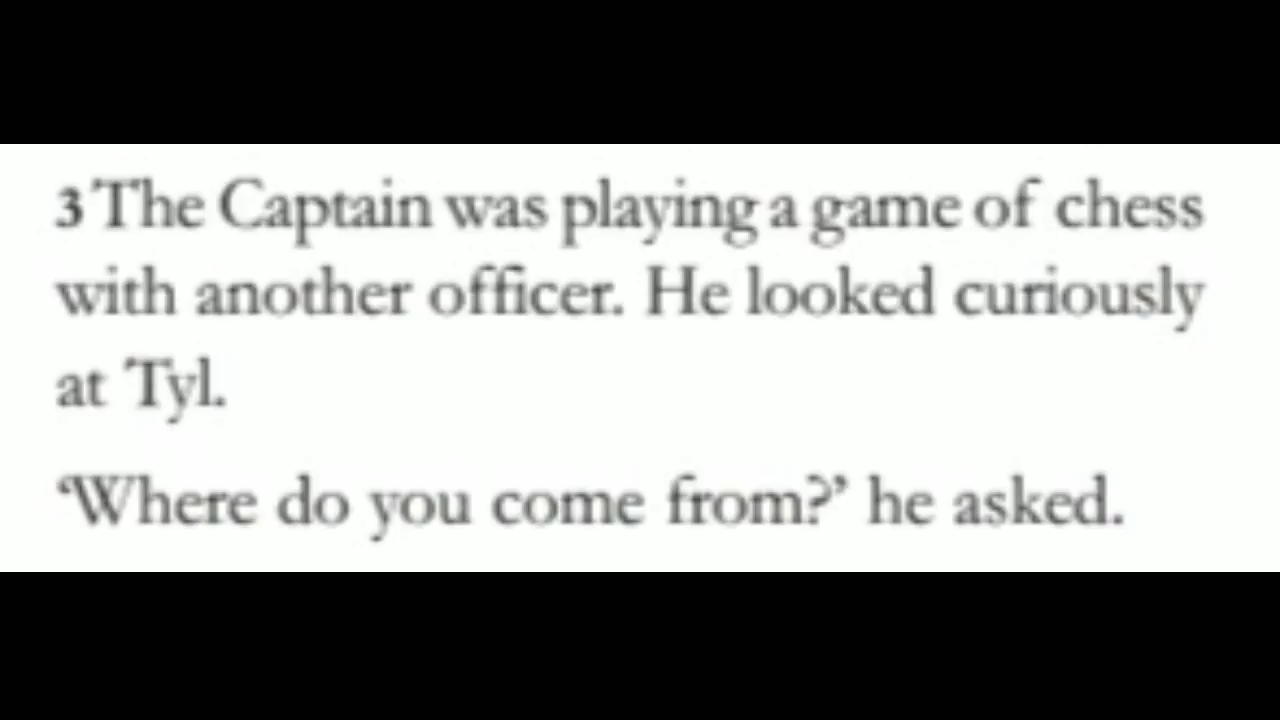 3 The Captain was playing a game of chess
with another officer. He looked curiously
at Tyl.
‘Where do you come from?’ he asked.